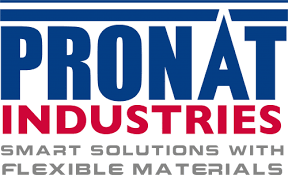 PRONAT
INDUSTRIES
SMART SOLUTIONS WITH
FLEXIBLE MATERIALS